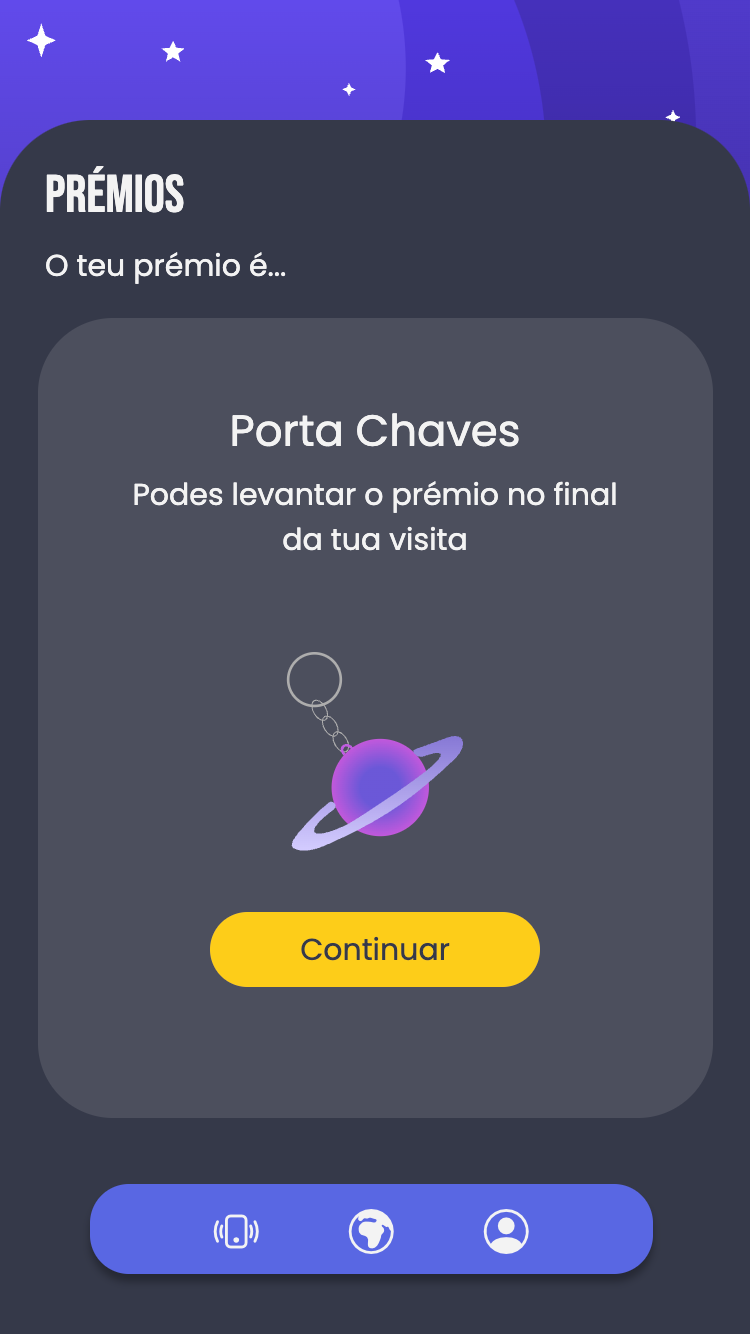 PRÉMIOS
O teu prémio é...
Porta Chaves
Podes levantar o prémio no final
da tua visita
Continuar